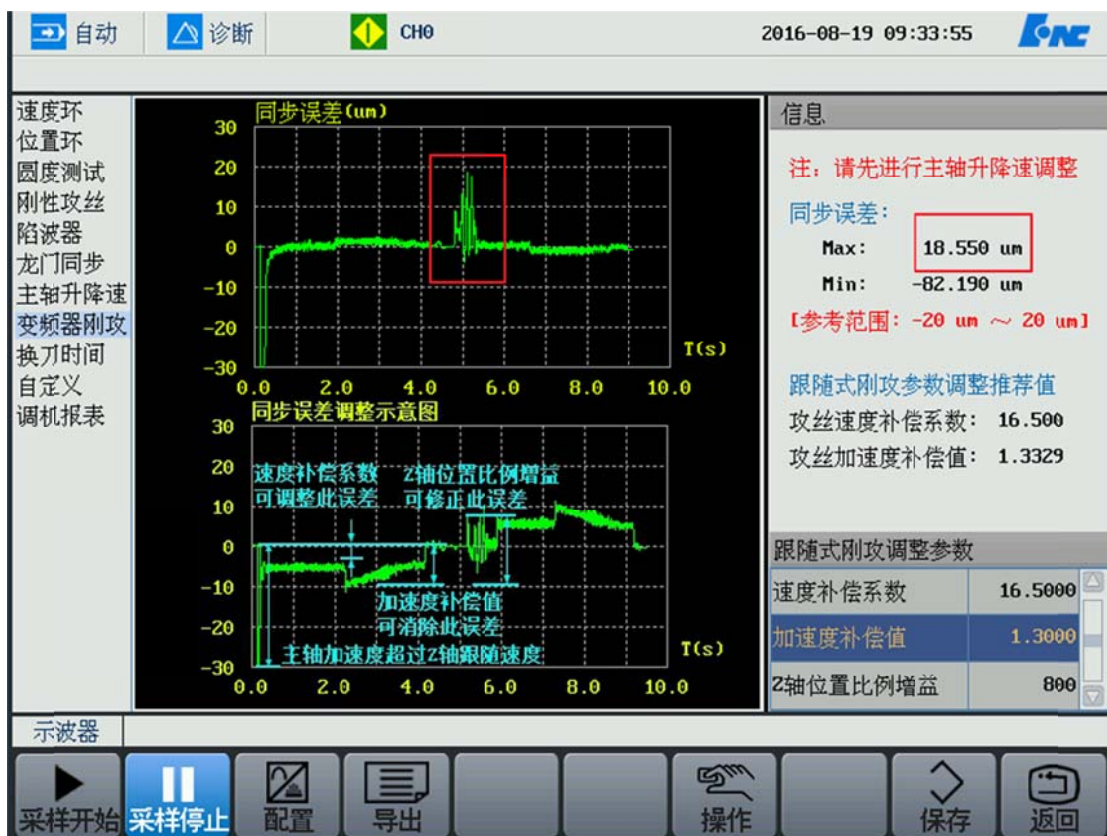 自动 诊断 CH0 2016-08-19 09:33:55 HNC
速度环
位置环
圆度测试
刚性攻丝
陷波器
龙门同步
主轴升降速
变频器刚攻
换刀时间
自定义
调机报表
同步误差(um)
30
20
10
0
-10
-20
-30
T(s)
0.0 2.0 4.0 6.0 8.0 10.0
同步误差调整示意图
30
20
10
0
-10
-20
-30
速度补偿系数
可调整此误差
Z轴位置比例增益
可修正此误差
加速度补偿值
可消除此误差
主轴加速度超过Z轴跟随速度
T(s)
0.0 2.0 4.0 6.0 8.0 10.0
信息
注：请先进行主轴升降速调整
同步误差：
Max: 18.550 um
Min: -82.190 um
[参考范围: -20 um ～ 20 um]
跟随式刚攻参数调整推荐值
攻丝速度补偿系数: 16.500
攻丝加速度补偿值: 1.3329
跟随式刚攻调整参数
速度补偿系数 16.5000
加速度补偿值 1.3000
Z轴位置比例增益 800
示波器
采样开始 采样停止 配置 导出 操作 保存 返回